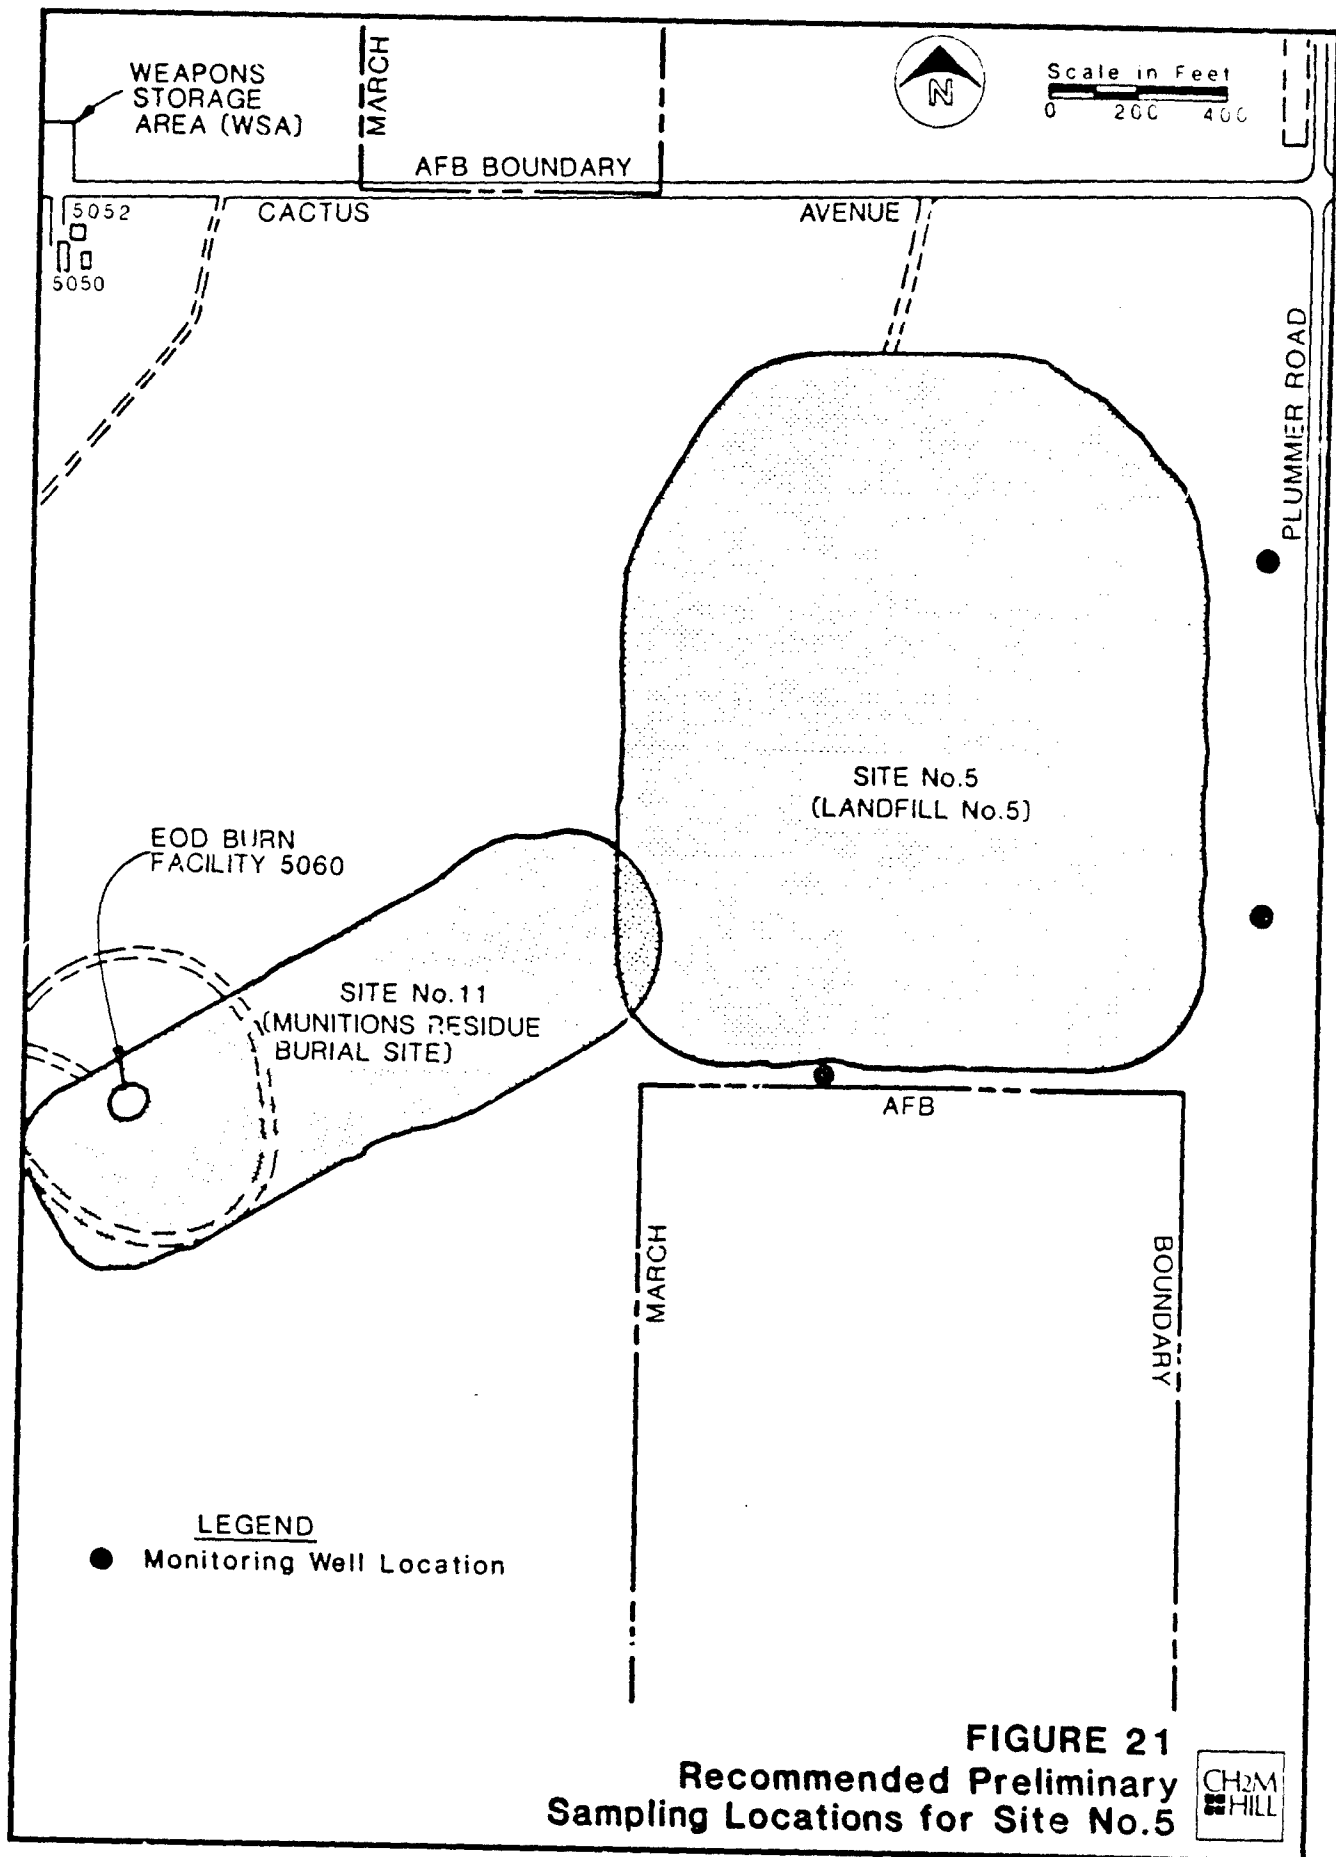 WEAPONS
STORAGE
AREA (WSA)
MARCH
AFB BOUNDARY
N
Scale in Feet
0 200 400
5052
5050
CACTUS
AVENUE
PLUMMER ROAD
SITE No.5
(LANDFILL No.5)
EOD BURN
FACILITY 5060
SITE No.11
(MUNITIONS RESIDUE
BURIAL SITE)
AFB
MARCH
BOUNDARY
LEGEND
Monitoring Well Location
FIGURE 21
Recommended Preliminary
Sampling Locations for Site No.5
CH2M
HILL